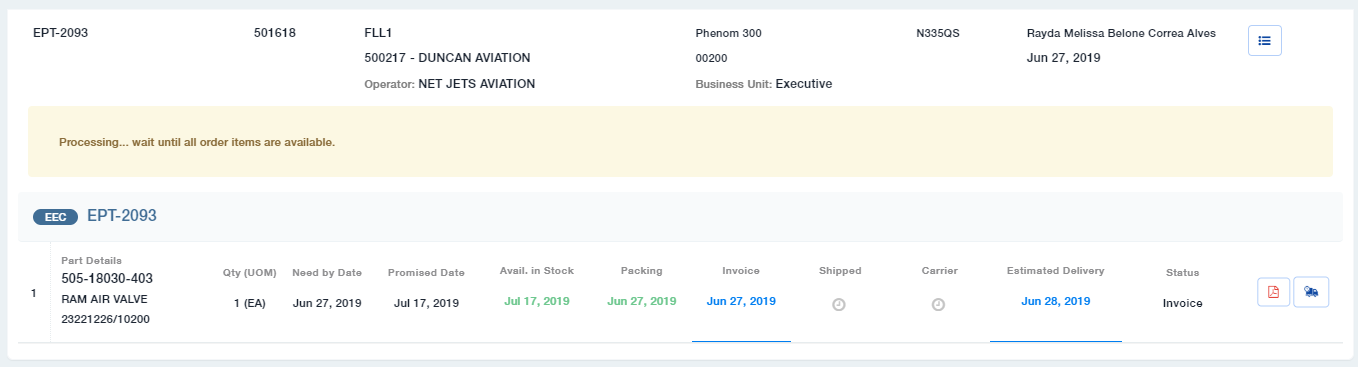 EPT-2093 501618 FLL1 Phenom 300 N335QS Rayda Melissa Belone Correa Alves
500217 - DUNCAN AVIATION 00200 Jun 27, 2019
Operator: NET JETS AVIATION Business Unit: Executive
Processing... wait until all order items are available.
EEC EPT-2093
Part Details
505-18030-403
RAM AIR VALVE
23221226/10200
1
Qty (UOM) Need by Date Promised Date Avail. in Stock Packing Invoice Shipped Carrier Estimated Delivery Status
1 (EA) Jun 27, 2019 Jul 17, 2019 Jul 17, 2019 Jun 27, 2019 Jun 27, 2019 Jun 28, 2019 Invoice